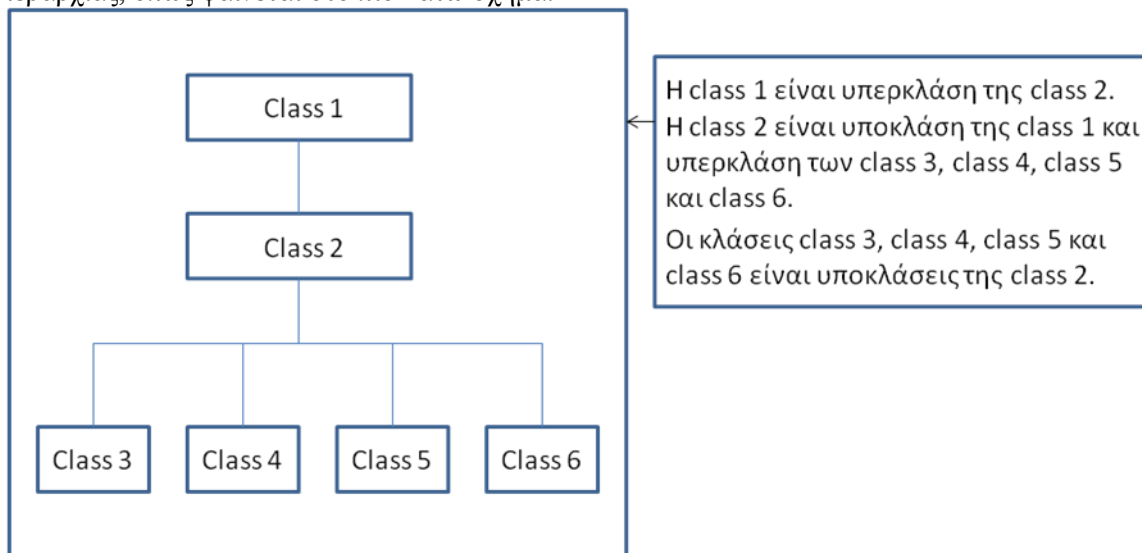 Class 1
Class 2
Class 3 Class 4 Class 5 Class 6
Η class 1 είναι υπερκλάση της class 2.
Η class 2 είναι υποκλάση της class 1 και
υπερκλάση των class 3, class 4, class 5
και class 6.
Οι κλάσεις class 3, class 4, class 5 και
class 6 είναι υποκλάσεις της class 2.